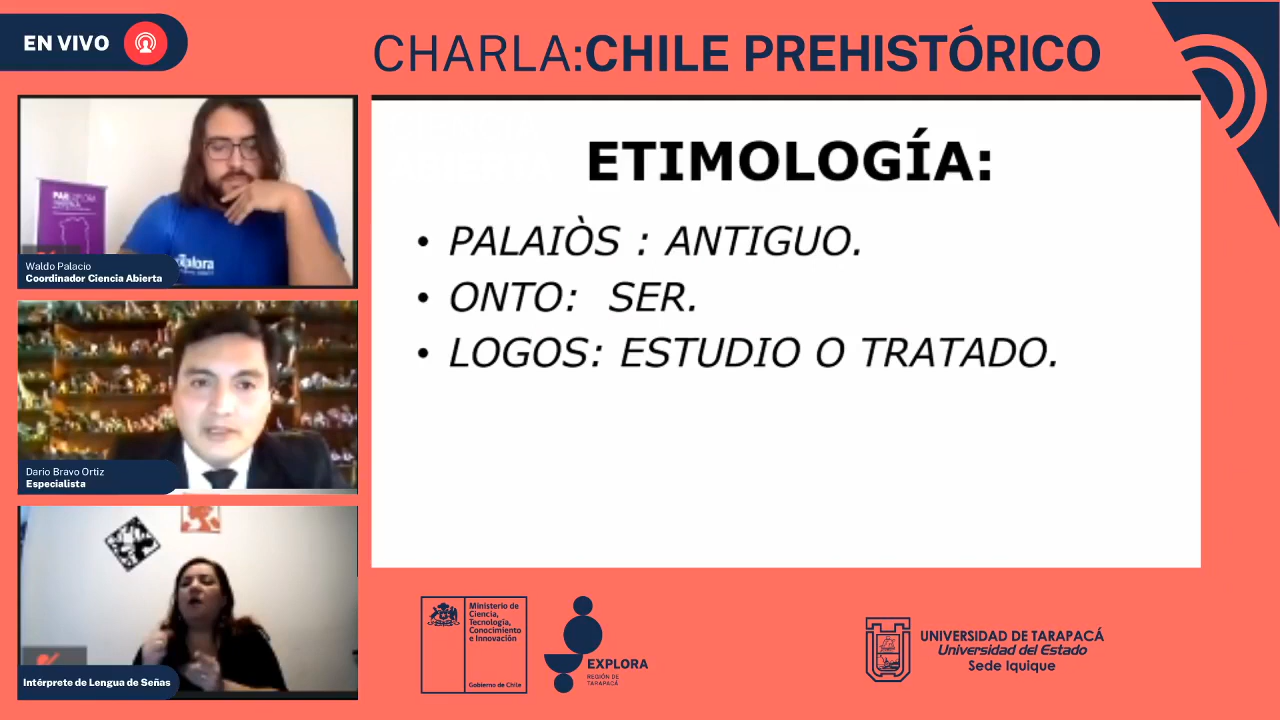 EN VIVO
CHARLA:CHILE PREHISTÓRICO
Waldo Palacio
Coordinador Ciencia Abierta
Dario Bravo Ortiz
Especialista
Intérprete de Lengua de Señas
ETIMOLOGÍA:
• PALAIÒS : ANTIGUO.
• ONTO: SER.
• LOGOS: ESTUDIO O TRATADO.
Ministerio de
Ciencia,
Tecnología,
Conocimiento
e Innovación
Gobierno de Chile
EXPLORA
REGIÓN DE
TARAPACÁ
UNIVERSIDAD DE TARAPACÁ
Universidad del Estado
Sede Iquique